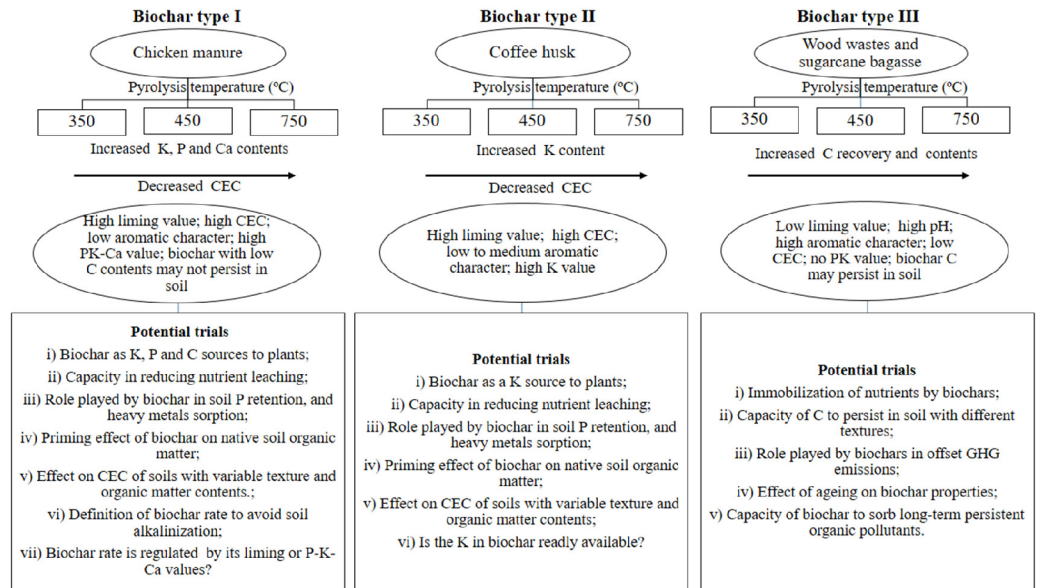 Biochar type I
Chicken manure
Pyrolysis temperature (ºC)
350
450
750
Increased K, P and Ca contents
Decreased CEC
High liming value; high CEC;
low aromatic character; high
PK-Ca value; biochar with low
C contents may not persist in
soil
Potential trials
i) Biochar as K, P and C sources to plants;
ii) Capacity in reducing nutrient leaching;
iii) Role played by biochar in soil P retention, and
heavy metals sorption;
iv) Priming effect of biochar on native soil organic
matter;
v) Effect on CEC of soils with variable texture and
organic matter contents.;
vi) Definition of biochar rate to avoid soil
alkalinization;
vii) Biochar rate is regulated by its liming or P-K-
Ca values?
Biochar type II
Coffee husk
Pyrolysis temperature (ºC)
350
450
750
Increased K content
Decreased CEC
High liming value; high CEC;
low to medium aromatic
character; high K value
Potential trials
i) Biochar as a K source to plants;
ii) Capacity in reducing nutrient leaching;
iii) Role played by biochar in soil P retention, and
heavy metals sorption;
iv) Priming effect of biochar on native soil organic
matter;
v) Effect on CEC of soils with variable texture and
organic matter contents;
vi) Is the K in biochar readly available?
Biochar type III
Wood wastes and
sugarcane bagasse
Pyrolysis temperature (ºC)
350
450
750
Increased C recovery and contents
Low liming value; high pH;
high aromatic character; low
CEC; no PK value; biochar C
may persist in soil
Potential trials
i) Immobilization of nutrients by biochars;
ii) Capacity of C to persist in soil with different
textures;
iii) Role played by biochars in offset GHG
emissions;
iv) Effect of ageing on biochar properties;
v) Capacity of biochar to sorb long-term persistent
organic pollutants.